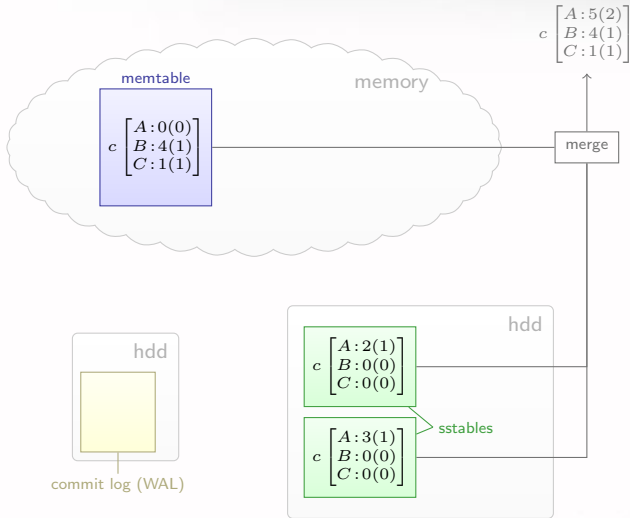 A:5(2)
c B:4(1)
C:1(1)
memory
memtable
A:0(0)
c B:4(1)
C:1(1)
merge
hdd
hdd
A:2(1)
c B:0(0)
C:0(0)
sstables
A:3(1)
c B:0(0)
C:0(0)
commit log (WAL)